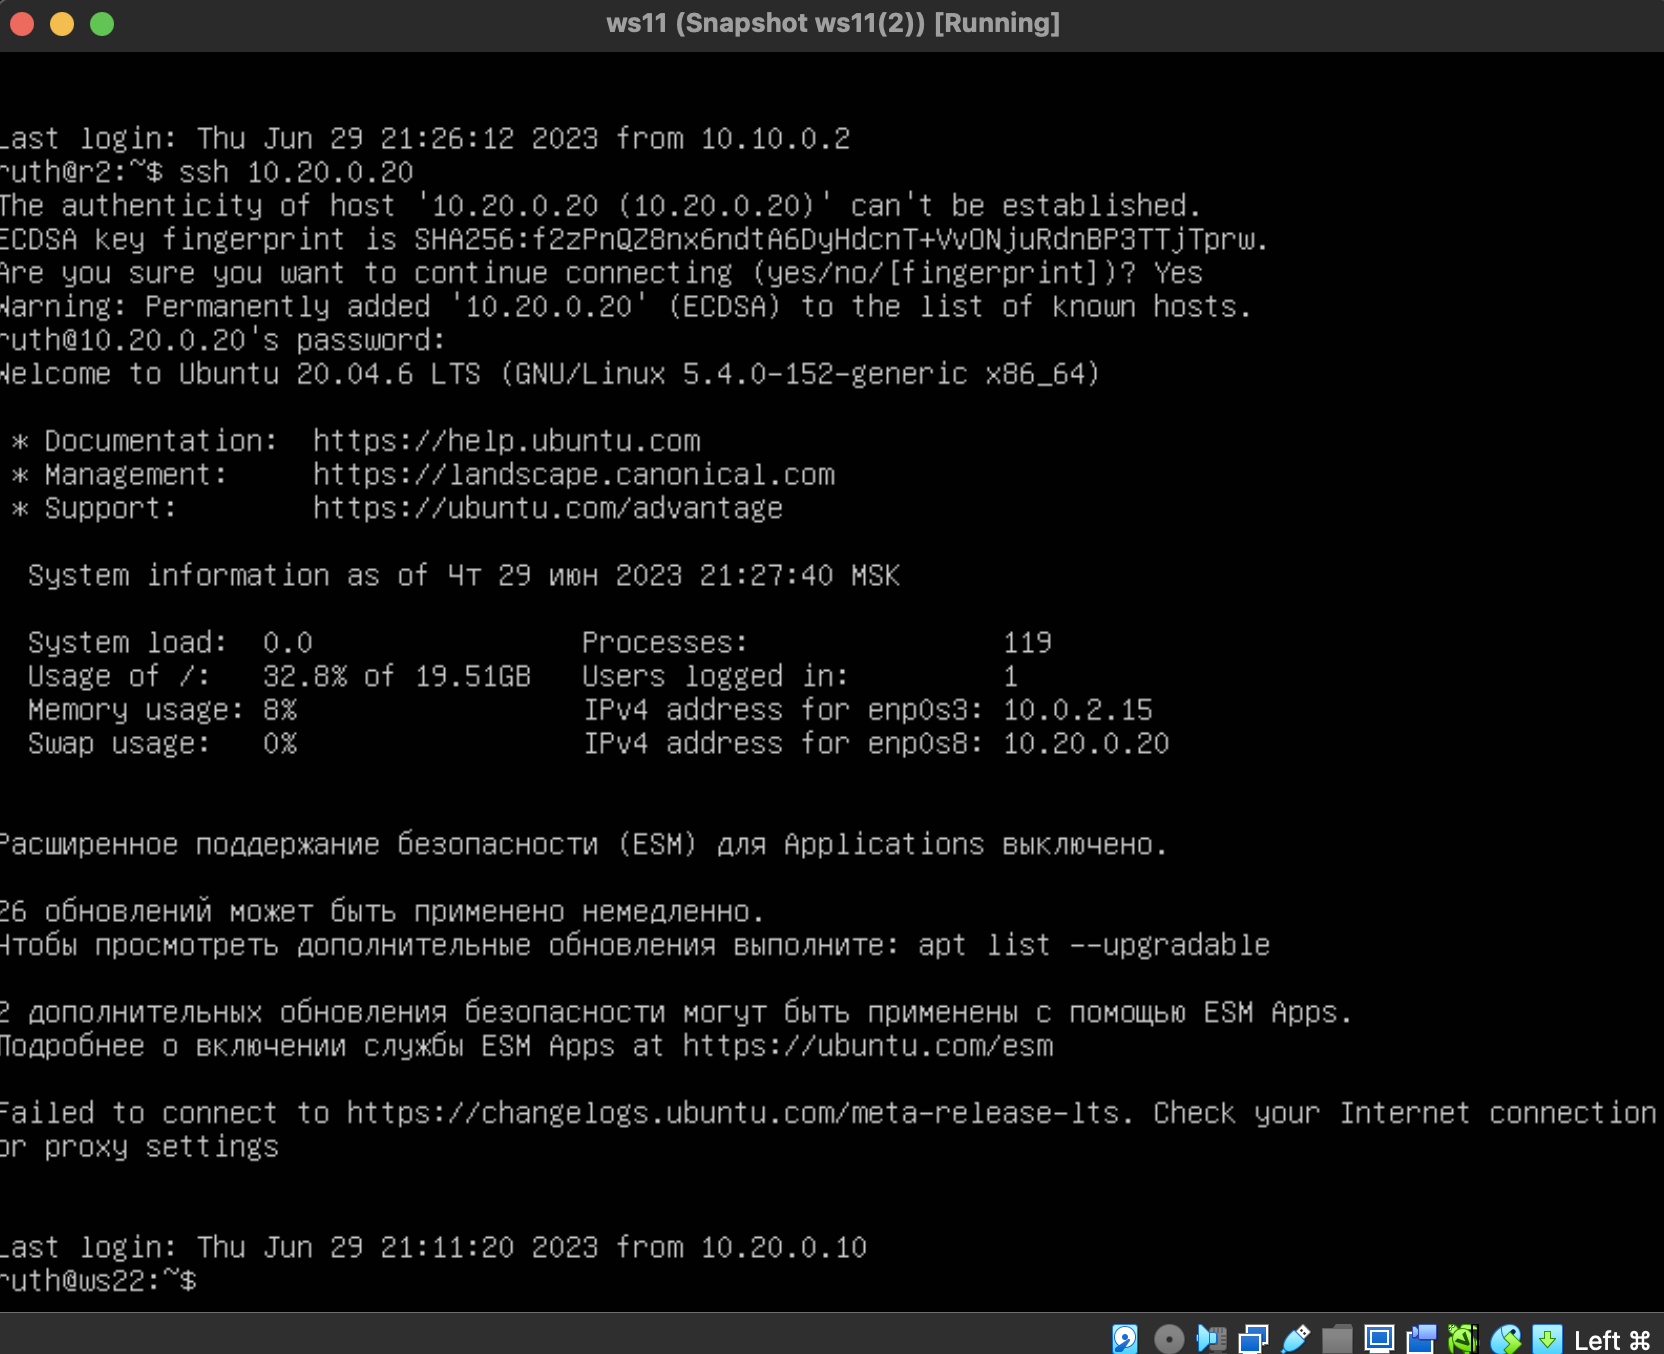 ws11 (Snapshot ws11(2)) [Running]
Last login: Thu Jun 29 21:26:12 2023 from 10.10.0.2
ruth@r2:~$ ssh 10.20.0.20
The authenticity of host '10.20.0.20 (10.20.0.20)' can't be established.
ECDSA key fingerprint is SHA256:f2zPnQZ8nx6ndtA6DyHdcnT+VvONjuRdnBP3TTjTprw.
Are you sure you want to continue connecting (yes/no/[fingerprint])? Yes
Warning: Permanently added '10.20.0.20' (ECDSA) to the list of known hosts.
ruth@10.20.0.20's password:
Welcome to Ubuntu 20.04.6 LTS (GNU/Linux 5.4.0-152-generic x86_64)
* Documentation: https://help.ubuntu.com
* Management: https://landscape.canonical.com
* Support: https://ubuntu.com/advantage
System information as of Чт 29 июн 2023 21:27:40 MSK
System load: 0.0 Processes: 119
Usage of /: 32.8% of 19.51GB Users logged in: 1
Memory usage: 8% IPv4 address for enp0s3: 10.0.2.15
Swap usage: 0% IPv4 address for enp0s8: 10.20.0.20
Расширенное поддержание безопасности (ESM) для Applications выключено.
26 обновлений может быть применено немедленно.
Чтобы просмотреть дополнительные обновления выполните: apt list --upgradable
2 дополнительных обновления безопасности могут быть применены с помощью ESM Apps.
Подробнее о включении службы ESM Apps at https://ubuntu.com/esm
Failed to connect to https://changelogs.ubuntu.com/meta-release-lts. Check your Internet connection
or proxy settings
Last login: Thu Jun 29 21:11:20 2023 from 10.20.0.10
ruth@ws22:~$
Left ⌘